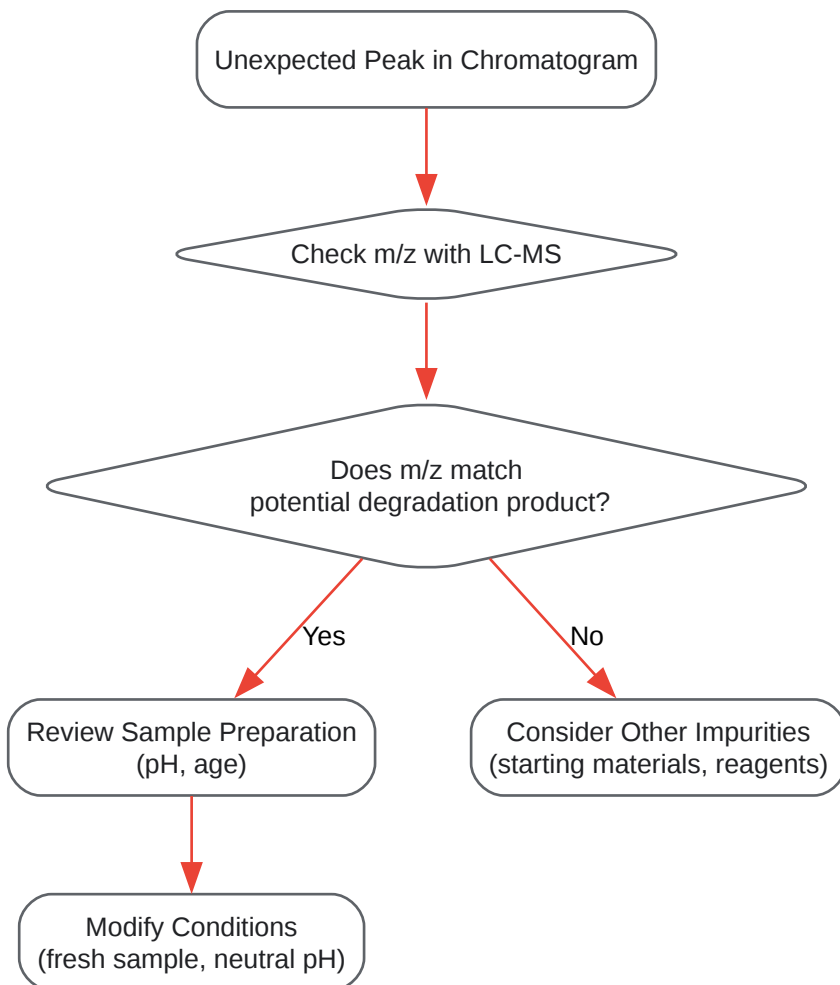 Unexpected Peak in Chromatogram
Check m/z with LC-MS
Does m/z match
potential degradation product?
Yes
No
Review Sample Preparation
(pH, age)
Consider Other Impurities
(starting materials, reagents)
Modify Conditions
(fresh sample, neutral pH)